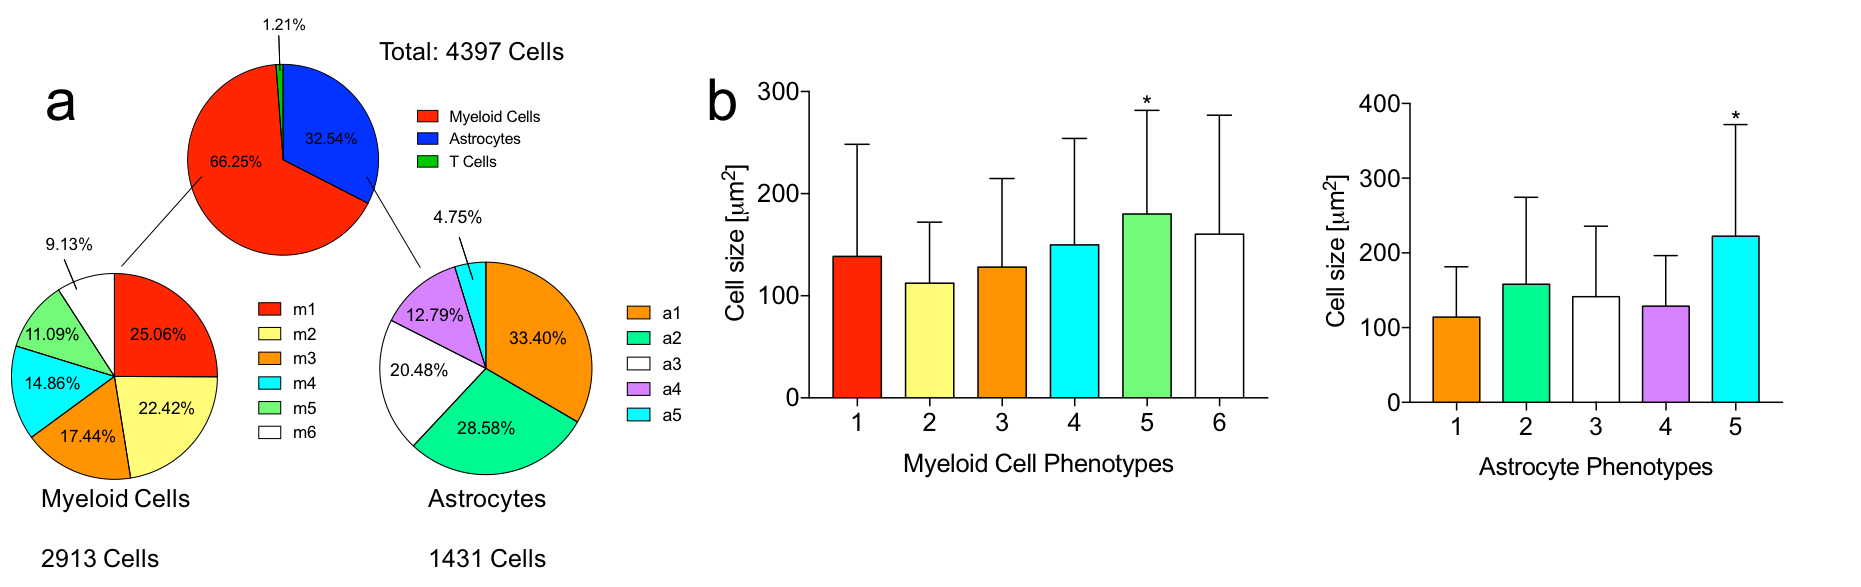 a
1.21%
Total: 4397 Cells
66.25%
32.54%
Myeloid Cells
Astrocytes
T Cells
9.13%
25.06%
22.42%
17.44%
14.86%
11.09%
m1
m2
m3
m4
m5
m6
Myeloid Cells
2913 Cells
4.75%
33.40%
28.58%
20.48%
12.79%
a1
a2
a3
a4
a5
Astrocytes
1431 Cells
b
Cell size [μm²]
300
200
100
0
*
1 2 3 4 5 6
Myeloid Cell Phenotypes
Cell size [μm²]
400
300
200
100
0
*
1 2 3 4 5
Astrocyte Phenotypes